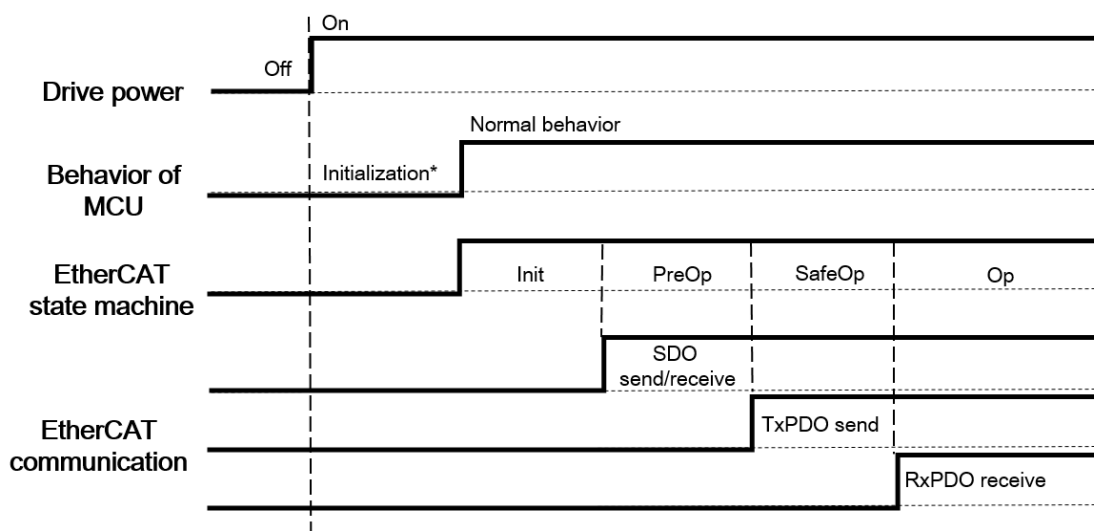 On
Off
Drive power
Normal behavior
Initialization*
Behavior of
MCU
EtherCAT
state machine
Init
PreOp
SafeOp
Op
SDO
send/receive
TxPDO send
EtherCAT
communication
RxPDO receive